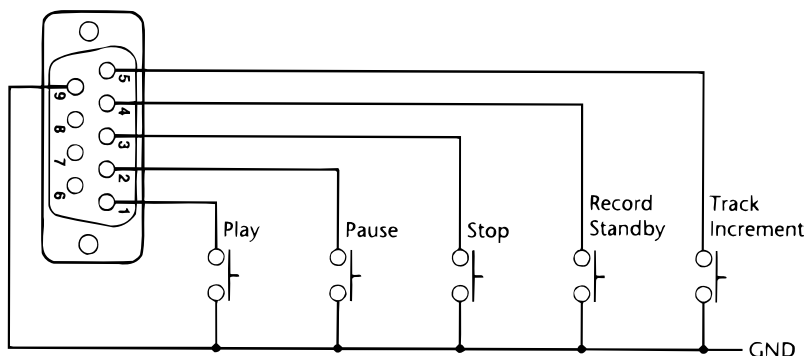 5
9
4
8
3
7
2
6
1
Play
Pause
Stop
Record
Standby
Track
Increment
GND